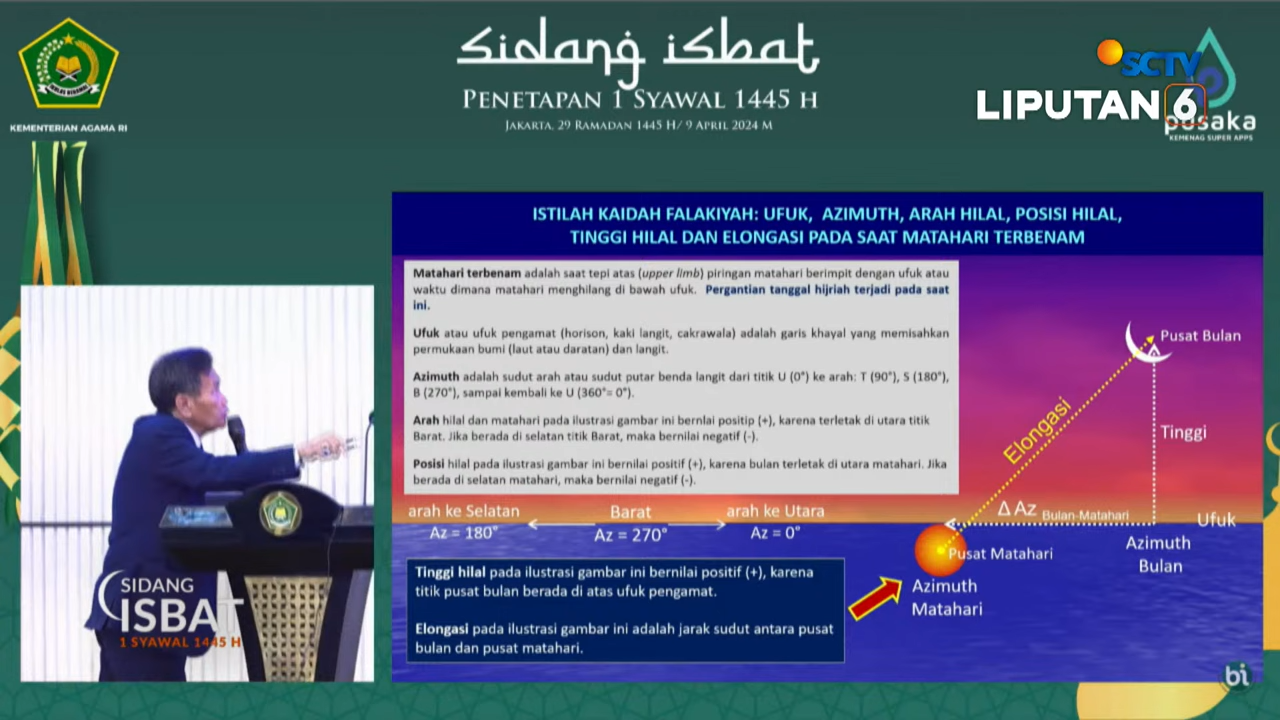 KEMENTERIAN AGAMA RI
sidang isbat
PENETAPAN 1 SYAWAL 1445 H
JAKARTA, 29 RAMADAN 1445 H/ 9 APRIL 2024 M
SCTV
LIPUTAN 6
pusaka
KEMENAG SUPER APPS
ISTILAH KAIDAH FALAKIYAH: UFUK, AZIMUTH, ARAH HILAL, POSISI HILAL,
TINGGI HILAL DAN ELONGASI PADA SAAT MATAHARI TERBENAM
Matahari terbenam adalah saat tepi atas (upper limb) piringan matahari berimpit dengan ufuk atau
waktu dimana matahari menghilang di bawah ufuk. Pergantian tanggal hijriah terjadi pada saat
ini.
Ufuk atau ufuk pengamat (horison, kaki langit, cakrawala) adalah garis khayal yang memisahkan
permukaan bumi (laut atau daratan) dan langit.
Azimuth adalah sudut arah atau sudut putar benda langit dari titik U (0°) ke arah: T (90°), S (180°),
B (270°), sampai kembali ke U (360°= 0°).
Arah hilal dan matahari pada ilustrasi gambar ini bernlai positip (+), karena terletak di utara titik
Barat. Jika berada di selatan titik Barat, maka bernilai negatif (-).
Posisi hilal pada ilustrasi gambar ini bernilai positif (+), karena bulan terletak di utara matahari. Jika
berada di selatan matahari, maka bernilai negatif (-).
Pusat Bulan
Elongasi
Tinggi
arah ke Selatan
Az = 180°
Barat
Az = 270°
arah ke Utara
Az = 0°
Δ Az Bulan-Matahari
Ufuk
Pusat Matahari
Azimuth
Bulan
Azimuth
Matahari
Tinggi hilal pada ilustrasi gambar ini bernilai positif (+), karena
titik pusat bulan berada di atas ufuk pengamat.
Elongasi pada ilustrasi gambar ini adalah jarak sudut antara pusat
bulan dan pusat matahari.
SIDANG
ISBAT
1 SYAWAL 1445 H
bi